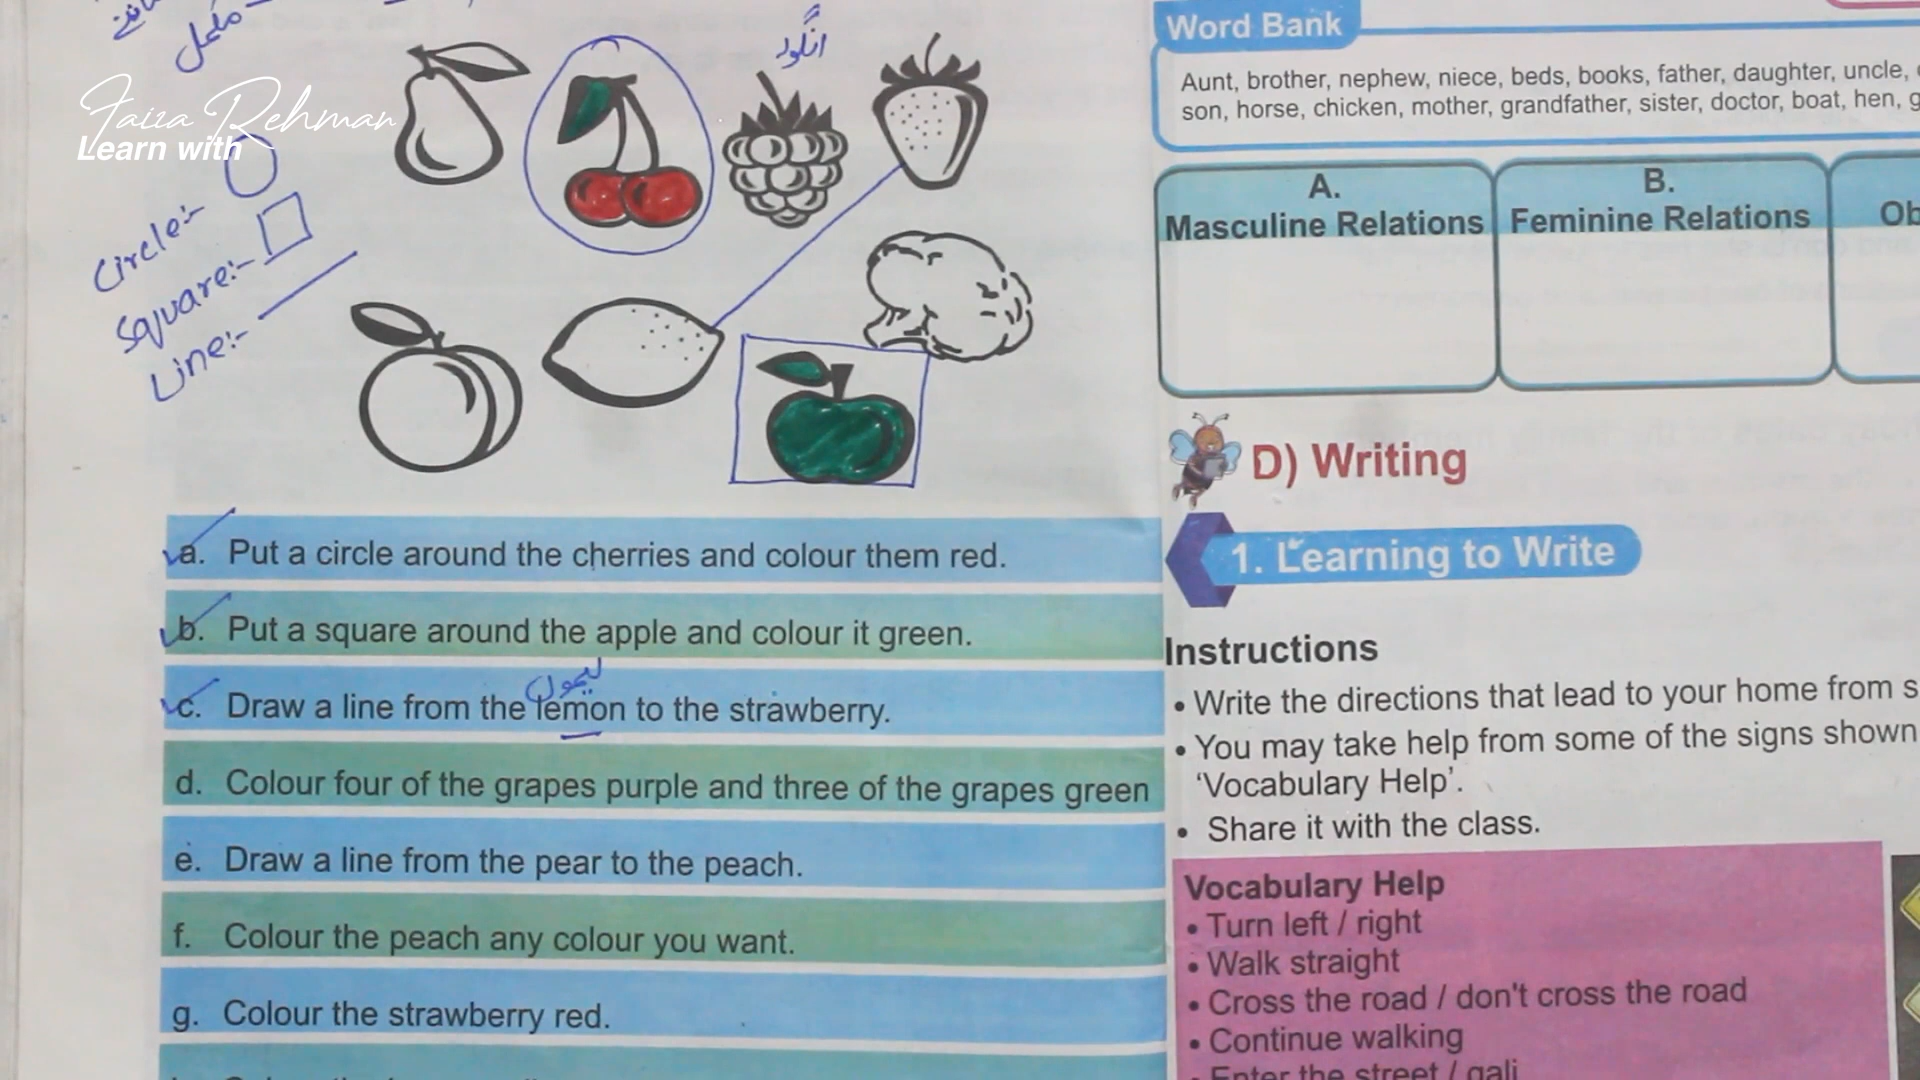 مکمل
انگور
Faiza Rehman
Learn with
Circle:-
Square:-
Line:-
a. Put a circle around the cherries and colour them red.
b. Put a square around the apple and colour it green.
لیموں
c. Draw a line from the lemon to the strawberry.
d. Colour four of the grapes purple and three of the grapes green
e. Draw a line from the pear to the peach.
f. Colour the peach any colour you want.
g. Colour the strawberry red.
Word Bank
Aunt, brother, nephew, niece, beds, books, father, daughter, uncle,
son, horse, chicken, mother, grandfather, sister, doctor, boat, hen, g
A.
Masculine Relations
B.
Feminine Relations
Ob
D) Writing
1. Learning to Write
Instructions
• Write the directions that lead to your home from s
• You may take help from some of the signs shown
‘Vocabulary Help’.
• Share it with the class.
Vocabulary Help
• Turn left / right
• Walk straight
• Cross the road / don't cross the road
• Continue walking
• Enter the street / gali